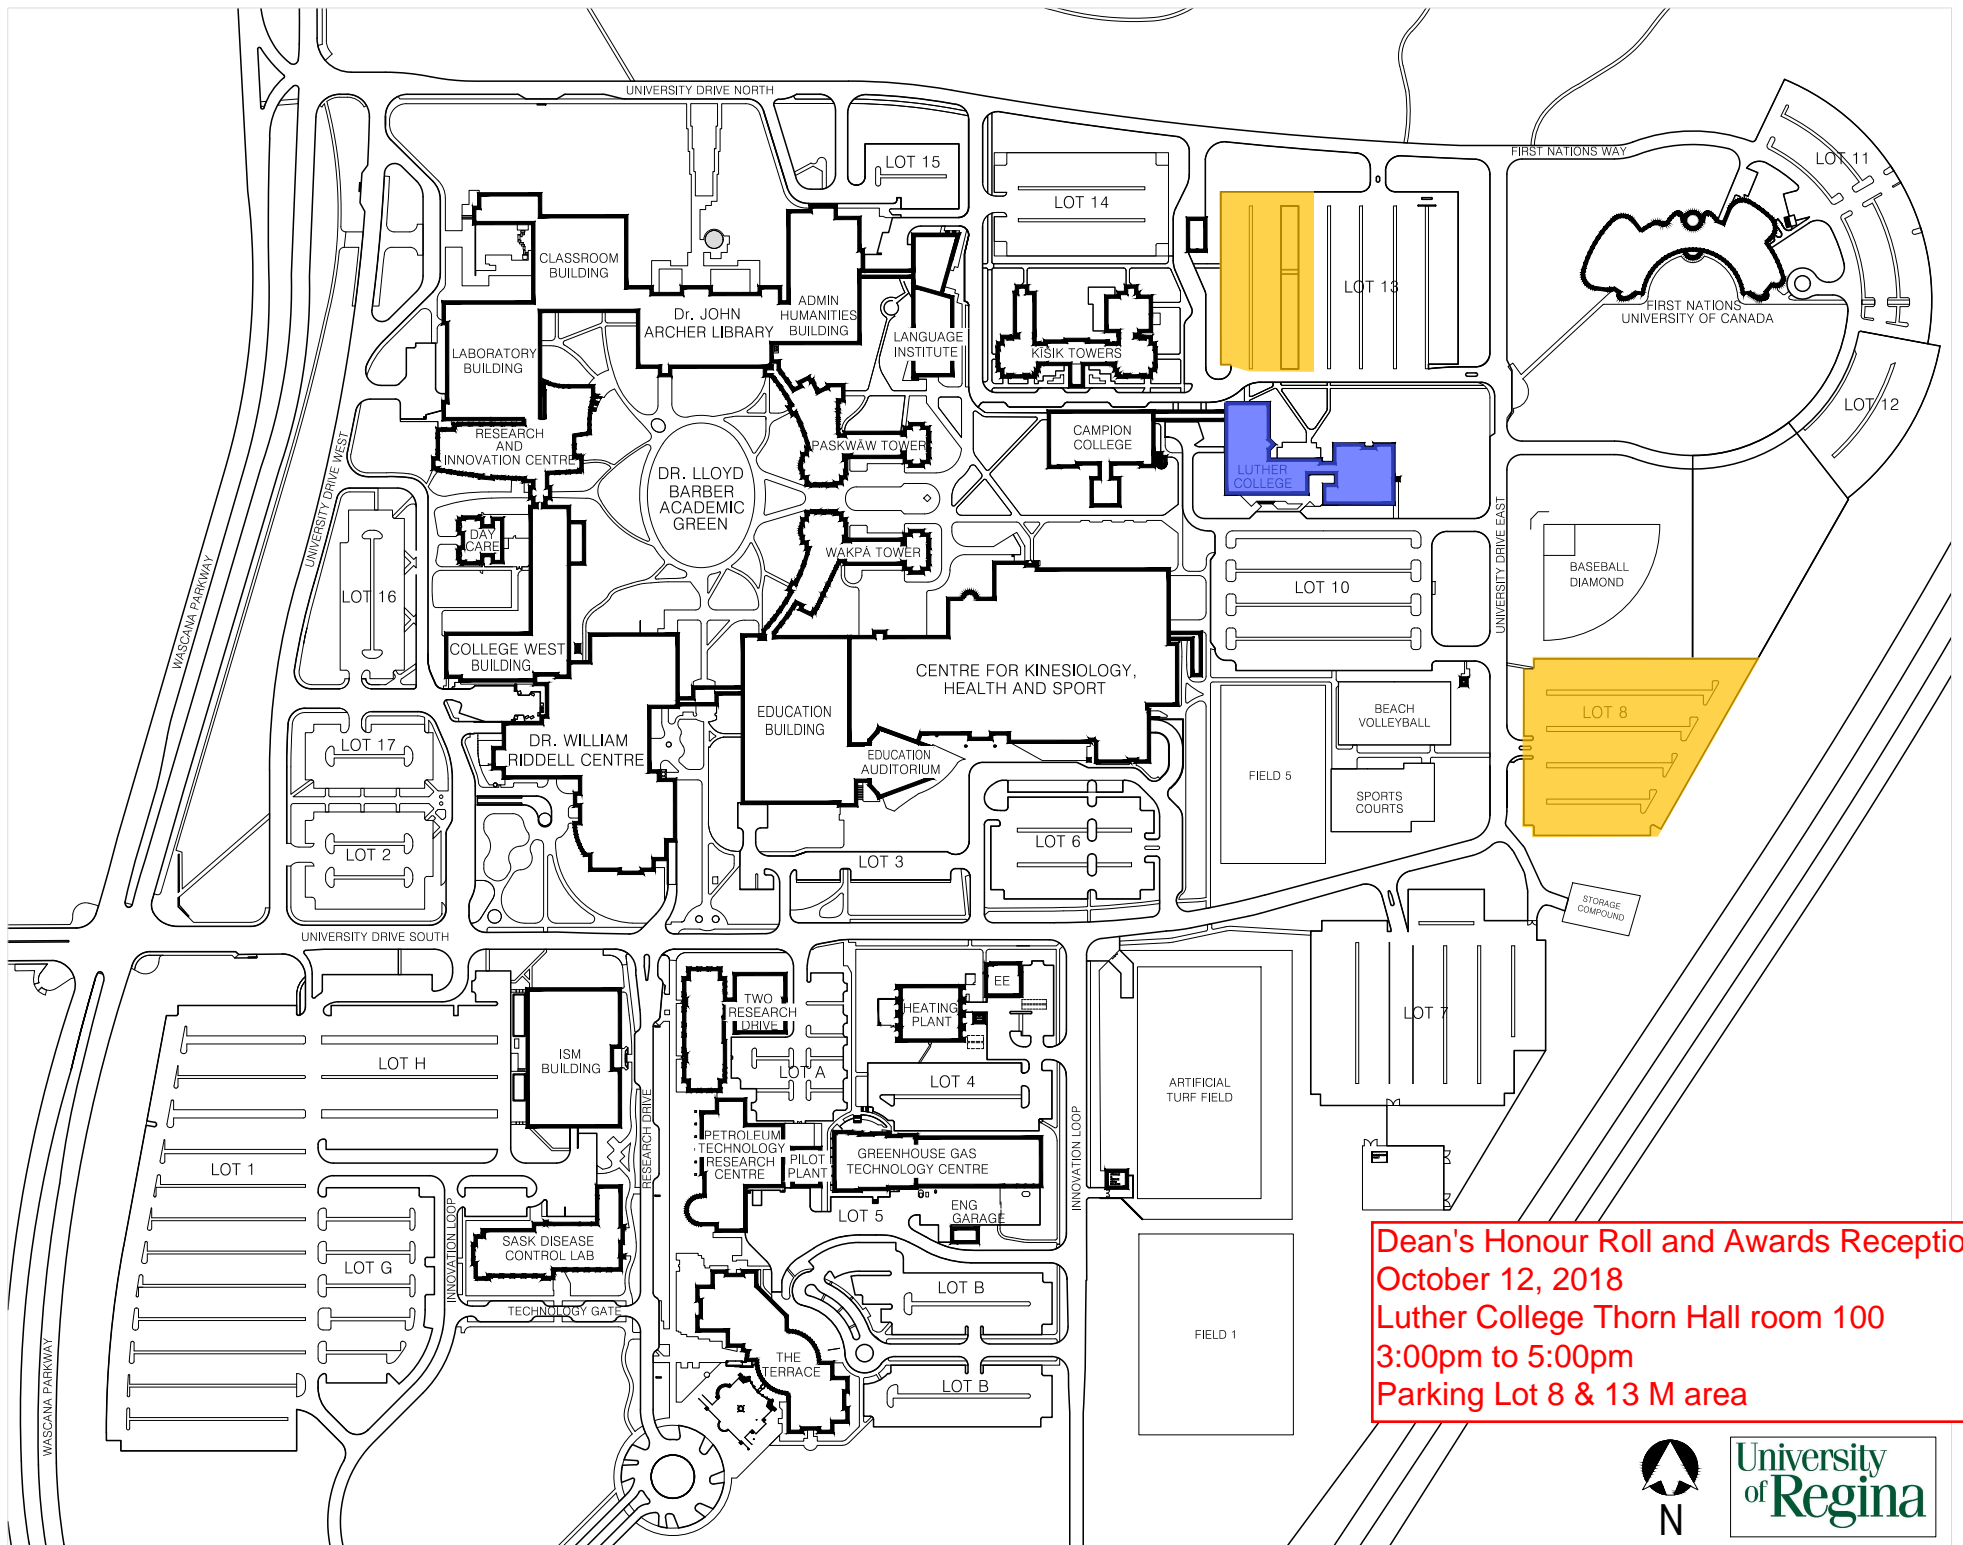 UNIVERSITY DRIVE NORTH
FIRST NATIONS WAY
LOT 15
LOT 11
LOT 14
CLASSROOM
BUILDING
LOT 13
ADMIN
HUMANITIES
BUILDING
Dr. JOHN
ARCHER LIBRARY
FIRST NATIONS
UNIVERSITY OF CANADA
LANGUAGE
INSTITUTE
KĪSIK TOWERS
LABORATORY
BUILDING
LOT 12
RESEARCH
AND
INNOVATION CENTRE
PASKWĀW TOWER
CAMPION
COLLEGE
LUTHER
COLLEGE
DR. LLOYD
BARBER
ACADEMIC
GREEN
UNIVERSITY DRIVE WEST
UNIVERSITY DRIVE EAST
DAY
CARE
WAKPĀ TOWER
BASEBALL
DIAMOND
LOT 10
LOT 16
WASCANA PARKWAY
COLLEGE WEST
BUILDING
CENTRE FOR KINESIOLOGY,
HEALTH AND SPORT
EDUCATION
BUILDING
BEACH
VOLLEYBALL
LOT 8
DR. WILLIAM
RIDDELL CENTRE
LOT 17
EDUCATION
AUDITORIUM
FIELD 5
SPORTS
COURTS
LOT 2
LOT 3
LOT 6
STORAGE
COMPOUND
UNIVERSITY DRIVE SOUTH
TWO
RESEARCH
DRIVE
EE
HEATING
PLANT
LOT 7
LOT H
ISM
BUILDING
LOT A
LOT 4
ARTIFICIAL
TURF FIELD
RESEARCH DRIVE
INNOVATION LOOP
PETROLEUM
TECHNOLOGY
RESEARCH
CENTRE
PILOT
PLANT
GREENHOUSE GAS
TECHNOLOGY CENTRE
LOT 1
LOT 5
ENG
GARAGE
INNOVATION LOOP
SASK DISEASE
CONTROL LAB
LOT G
LOT B
TECHNOLOGY GATE
FIELD 1
THE
TERRACE
LOT B
WASCANA PARKWAY
Dean's Honour Roll and Awards Receptio
October 12, 2018
Luther College Thorn Hall room 100
3:00pm to 5:00pm
Parking Lot 8 & 13 M area
N
University
of Regina